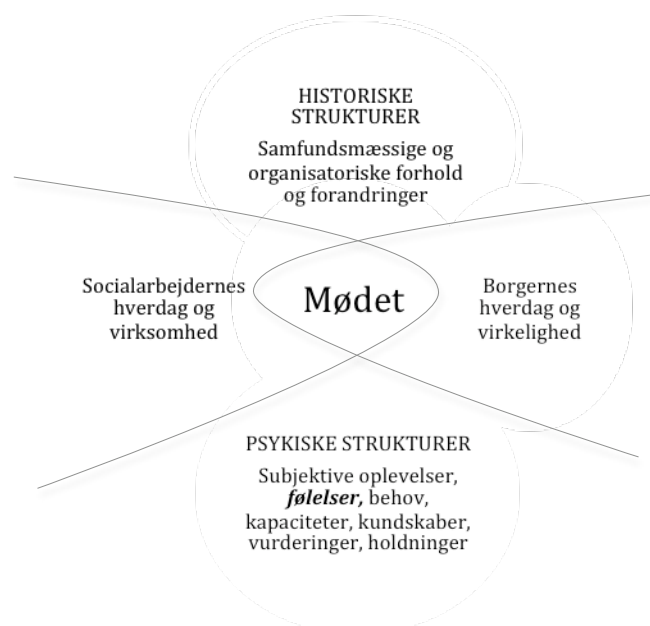 HISTORISKE
STRUKTURER
Samfundsmæssige og
organisatoriske forhold
og forandringer
Socialarbejdernes
hverdag og
virksomhed
Mødet
Borgernes
hverdag og
virkelighed
PSYKISKE STRUKTURER
Subjektive oplevelser,
følelser, behov,
kapaciteter, kundskaber,
vurderinger, holdninger